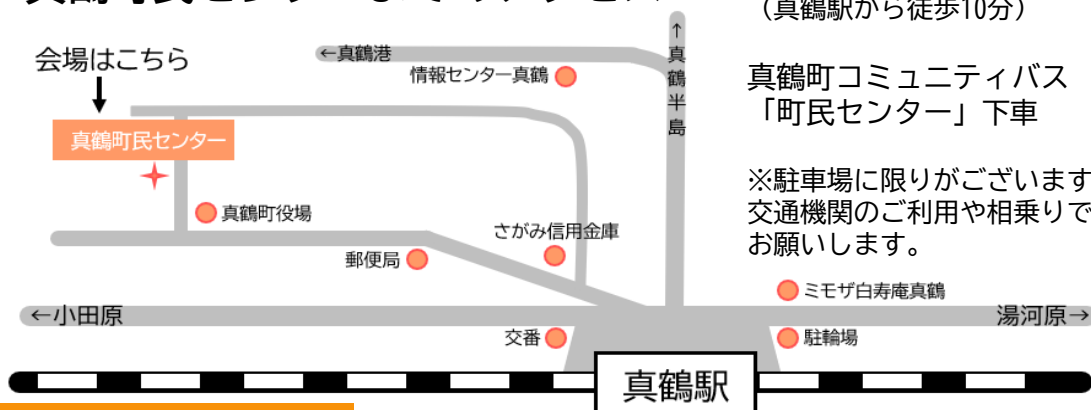 （真鶴駅から徒歩10分）
真鶴町コミュニティバス
「町民センター」下車
※駐車場に限りがございます
交通機関のご利用や相乗りで
お願いします。
会場はこちら
↓
←真鶴港
情報センター真鶴
↑真鶴半島
真鶴町民センター
真鶴町役場
さがみ信用金庫
郵便局
ミモザ白寿庵真鶴
←小田原
湯河原→
交番
駐輪場
真鶴駅